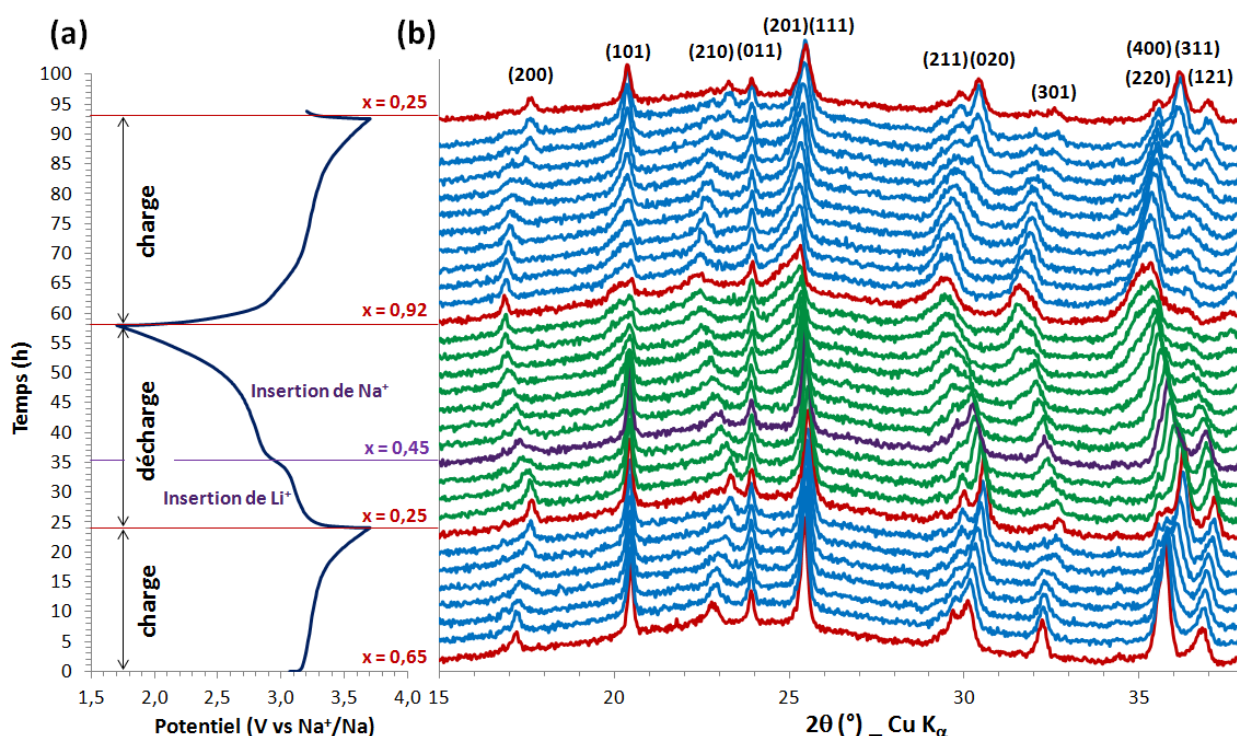 (a)
Temps (h)
100
95
90
85
80
75
70
65
60
55
50
45
40
35
30
25
20
15
10
5
0
charge
décharge
charge
x = 0,25
x = 0,92
Insertion de Na⁺
x = 0,45
Insertion de Li⁺
x = 0,25
x = 0,65
1,5 2,0 2,5 3,0 3,5 4,0
Potentiel (V vs Na⁺/Na)
(b)
(200)
(101)
(210) (011)
(201)(111)
(211)(020)
(301)
(400) (311)
(220) (121)
15 20 25 30 35
2θ (°) _ Cu Kα